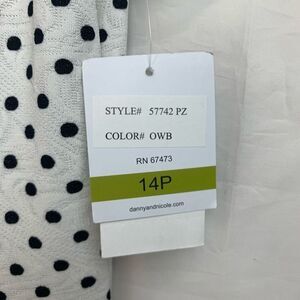 STYLE# 57742 PZ
COLOR# OWB
RN 67473
14P
dannyandnicole.com